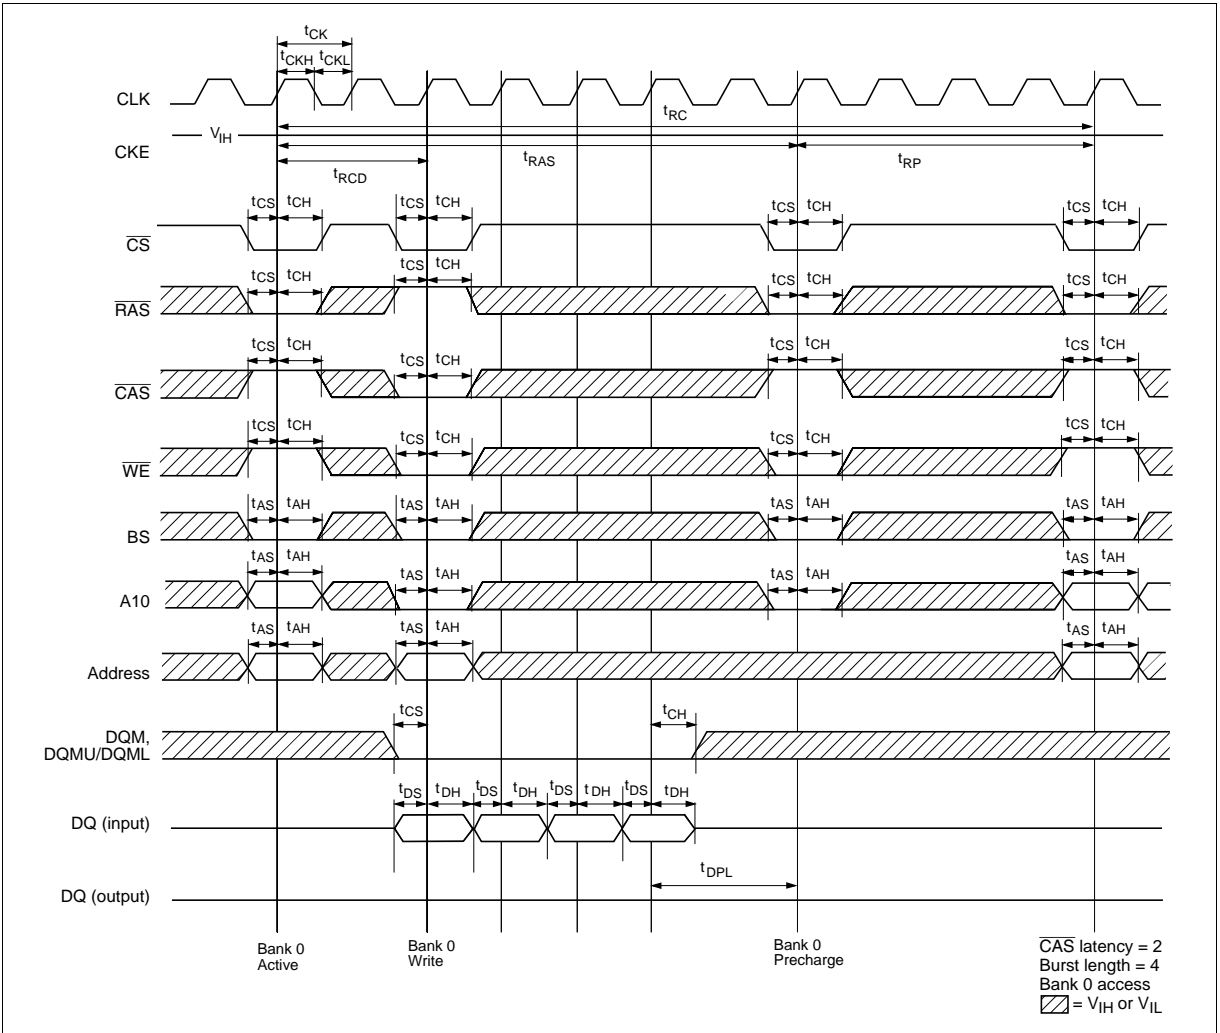 tCK
tCKH tCKL
CLK
tRC
VIH
CKE
tRAS tRP
tRCD
tCS tCH tCS tCH tCS tCH tCS tCH
CS
tCS tCH tCS tCH tCS tCH tCS tCH
RAS
tCS tCH tCS tCH tCS tCH tCS tCH
CAS
tCS tCH tCS tCH tCS tCH tCS tCH
WE
tAS tAH tAS tAH tAS tAH tAS tAH
BS
tAS tAH tAS tAH tAS tAH tAS tAH
A10
tAS tAH tAS tAH tAS tAH
Address
tCS tCH
DQM,
DQMU/DQML
tDS tDH tDS tDH tDS tDH tDS tDH
DQ (input)
tDPL
DQ (output)
Bank 0
Active
Bank 0
Write
Bank 0
Precharge
CAS latency = 2
Burst length = 4
Bank 0 access
= VIH or VIL